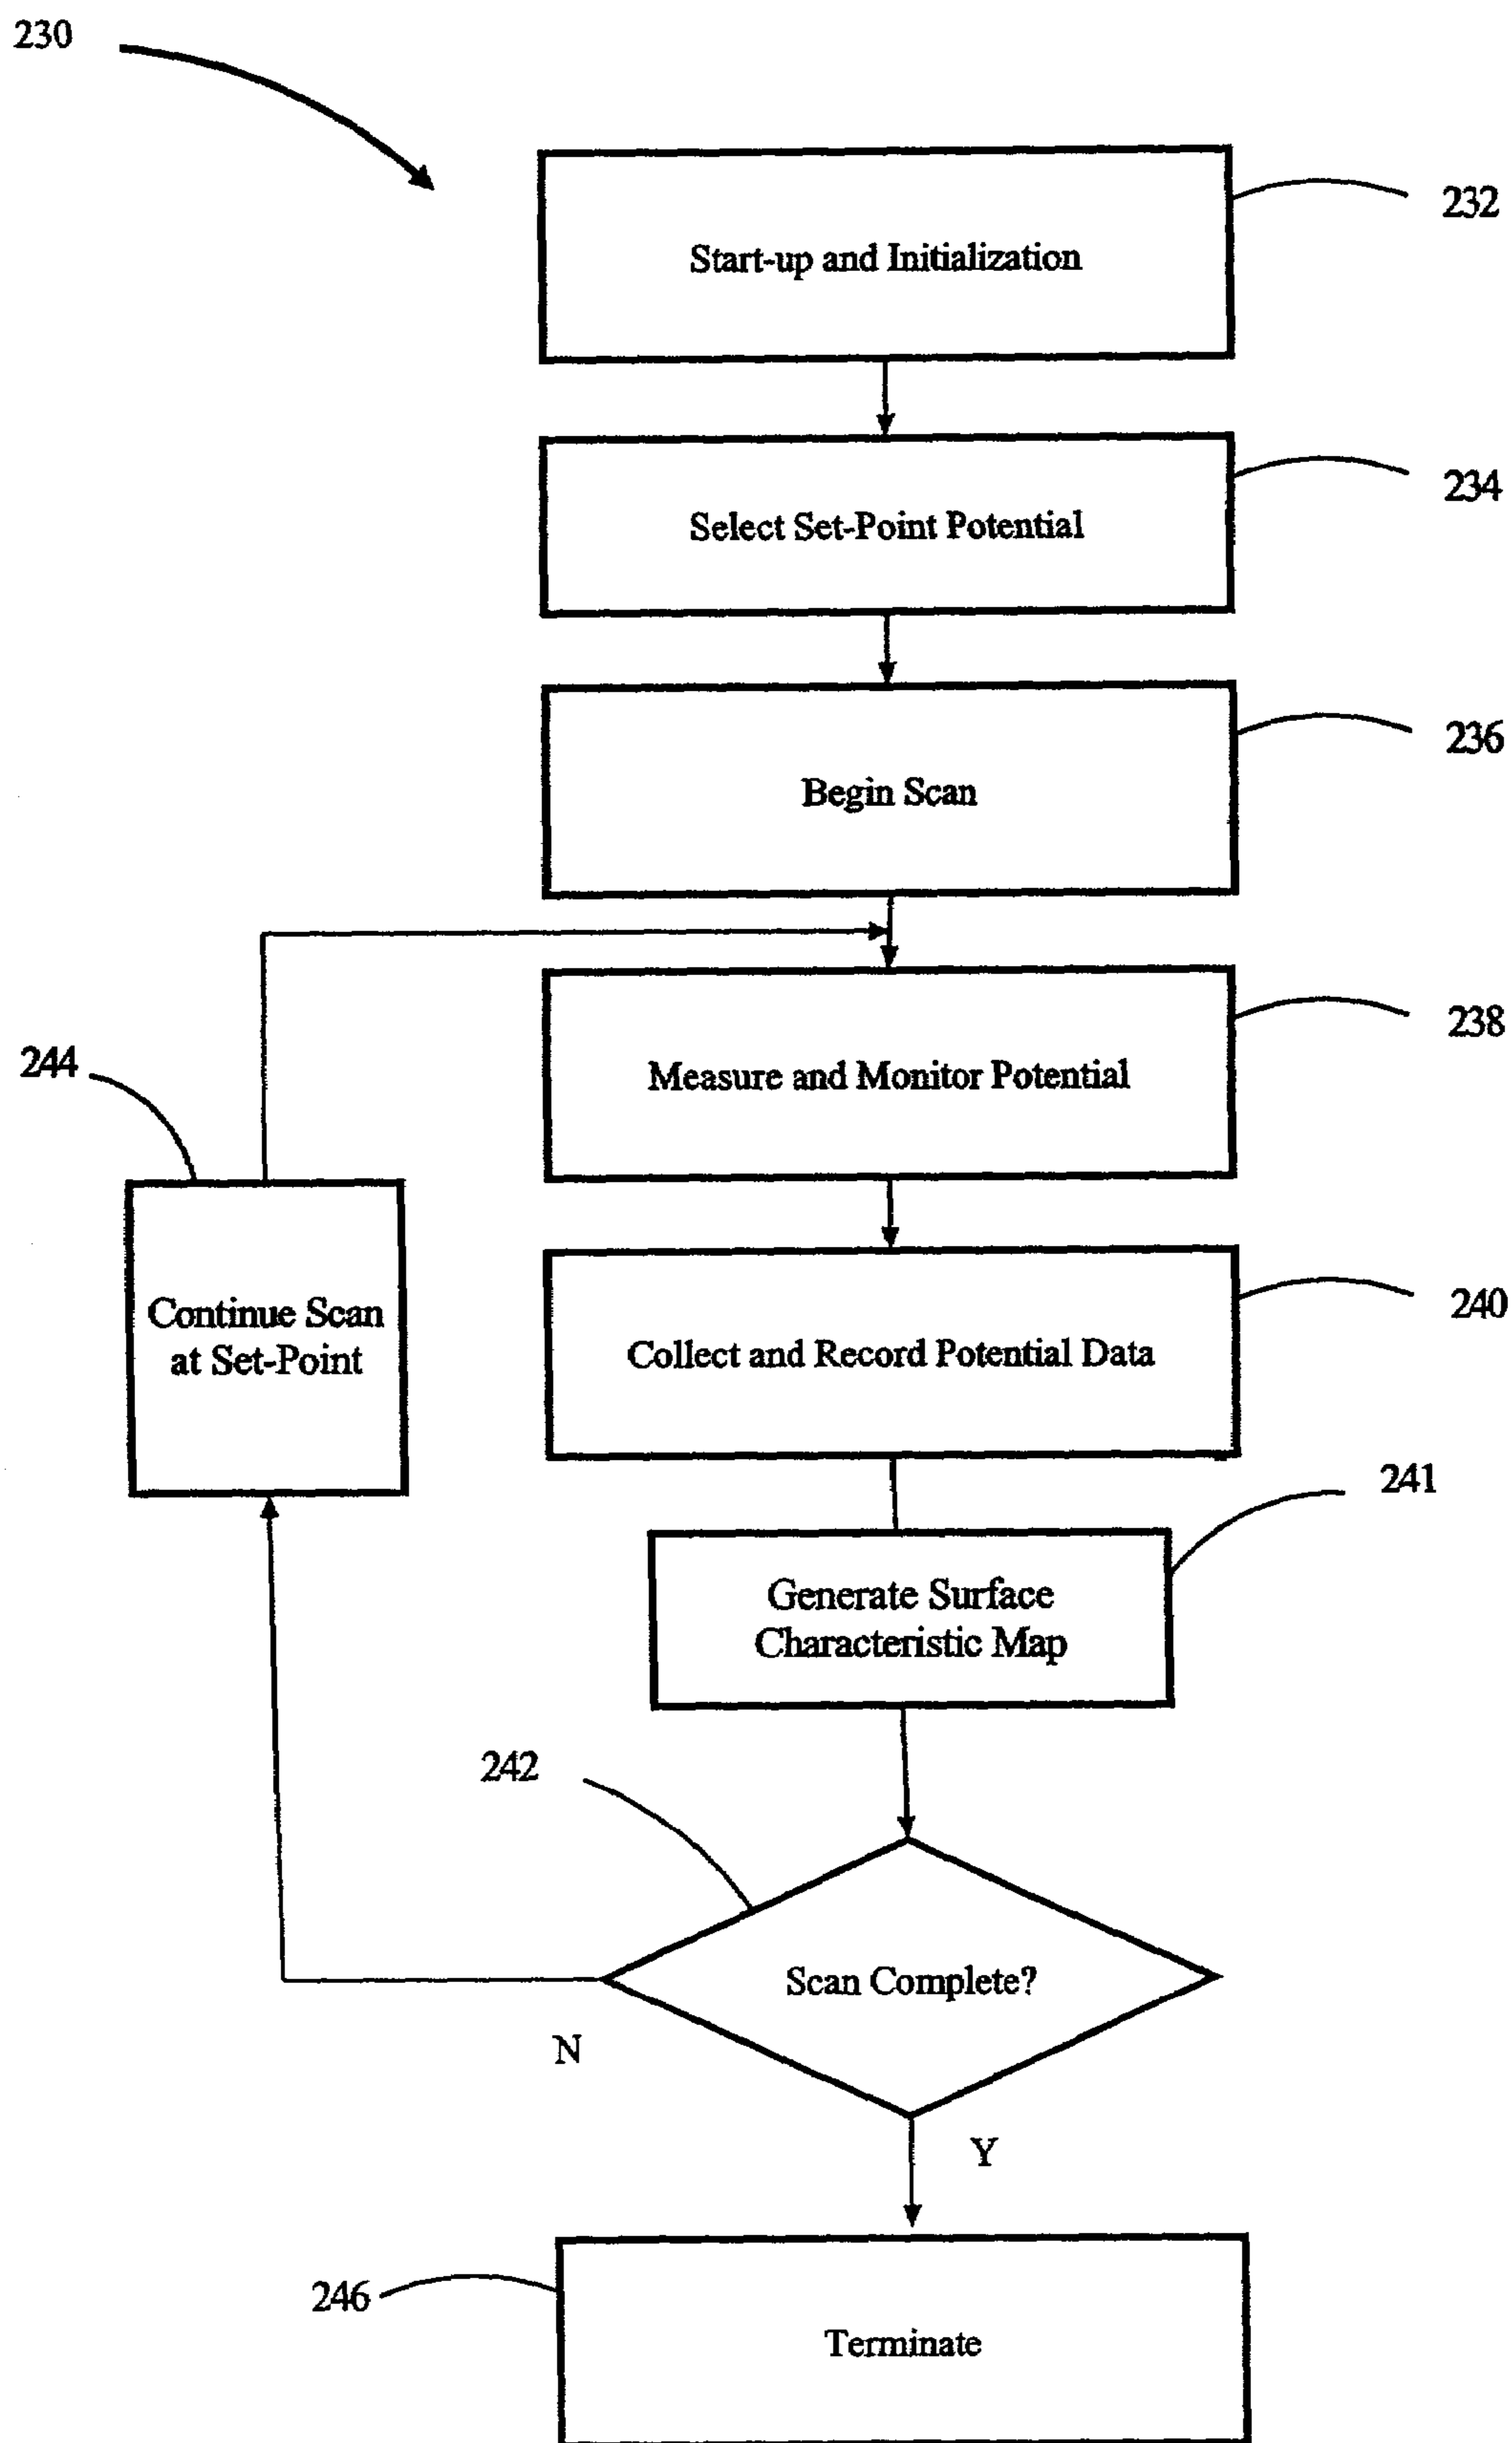 230
232
Start-up and Initialization
234
Select Set-Point Potential
236
Begin Scan
238
Measure and Monitor Potential
244
Continue Scan
at Set-Point
240
Collect and Record Potential Data
241
Generate Surface
Characteristic Map
242
Scan Complete?
N
Y
246
Terminate